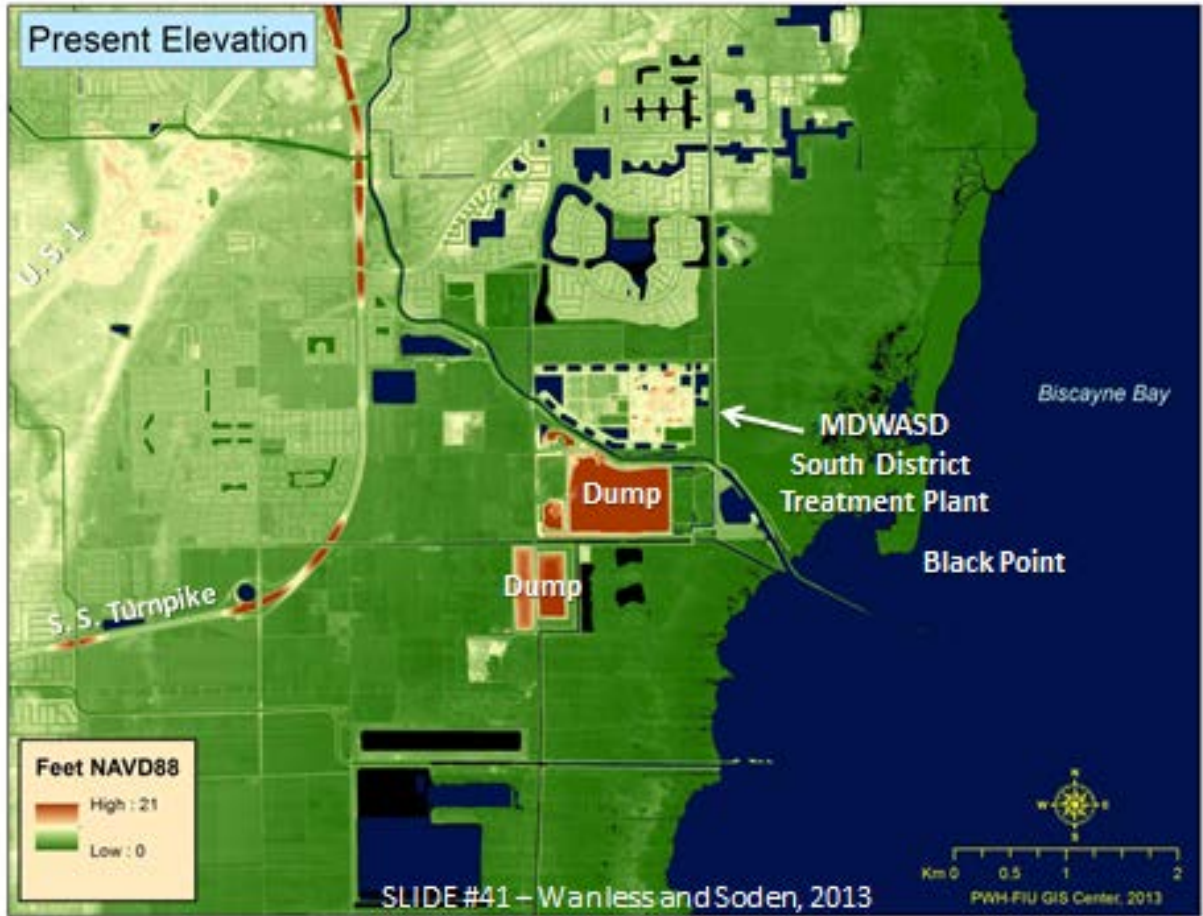 Present Elevation
U. S. 1
Biscayne Bay
MDWASD
South District
Treatment Plant
Dump
Black Point
Dump
S. S. Turnpike
Feet NAVD88
High : 21
Low : 0
N
W E
S
Km 0 0.5 1 2
SLIDE #41 – Wanless and Soden, 2013
PWH-FIU GIS Center, 2013